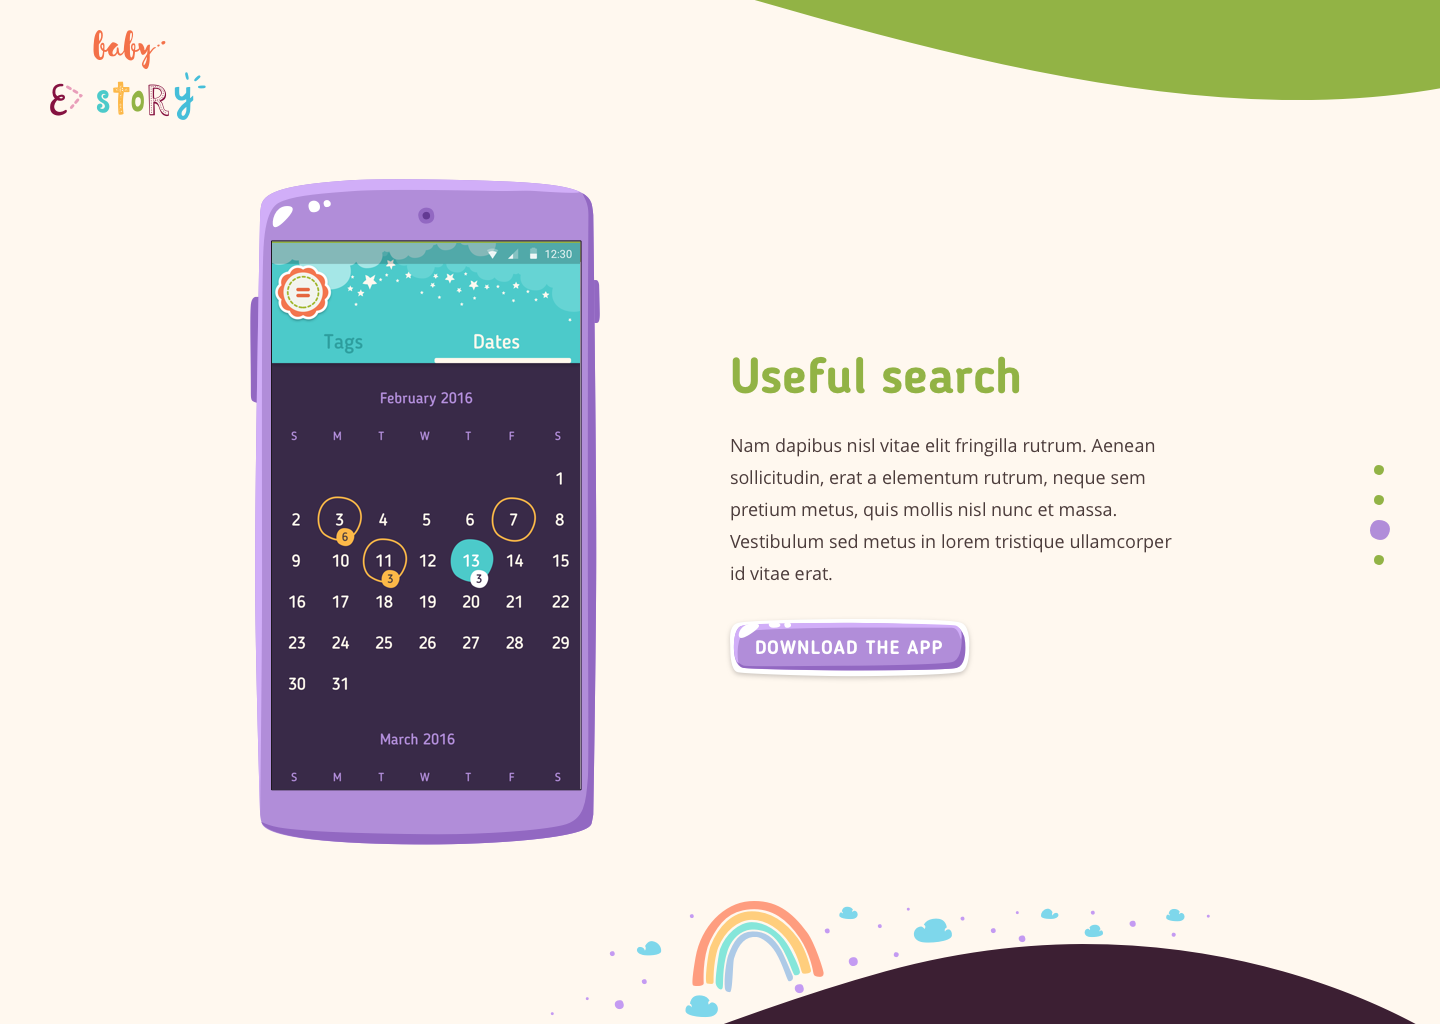 baby
E> stoRy
12:30
Tags Dates
February 2016
S M T W T F S
1
2 3 4 5 6 7 8
6
9 10 11 12 13 14 15
3 3
16 17 18 19 20 21 22
23 24 25 26 27 28 29
30 31
March 2016
S M T W T F S
Useful search
Nam dapibus nisl vitae elit fringilla rutrum. Aenean
sollicitudin, erat a elementum rutrum, neque sem
pretium metus, quis mollis nisl nunc et massa.
Vestibulum sed metus in lorem tristique ullamcorper
id vitae erat.
DOWNLOAD THE APP